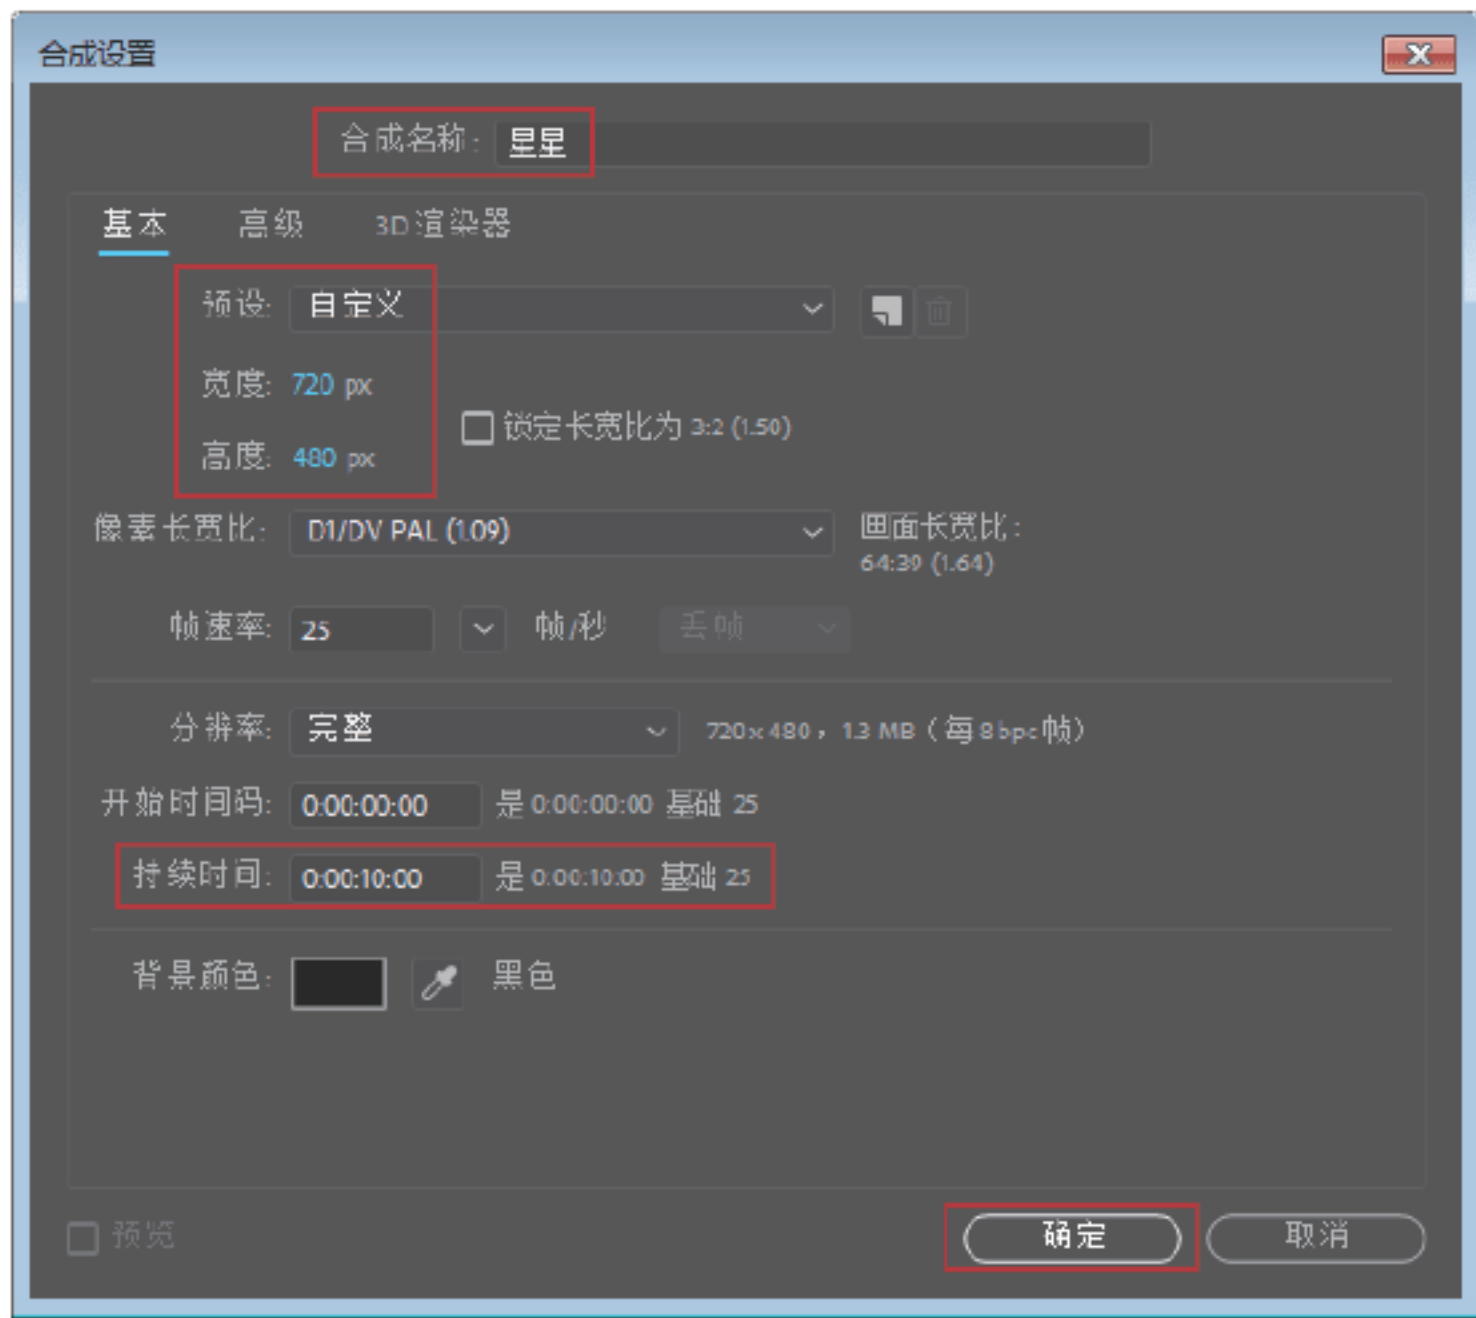 合成设置
合成名称: 星星
基本 高级 3D 渲染器
预设: 自定义
宽度: 720 px
锁定长宽比为 3:2 (1.50)
高度: 480 px
像素长宽比: D1/DV PAL (1.09) 画面长宽比:
64:39 (1.64)
帧速率: 25 帧/秒 丢帧
分辨率: 完整 720 x 480，1.3 MB（每 8 bpc 帧）
开始时间码: 0:00:00:00 是 0:00:00:00 基础 25
持续时间: 0:00:10:00 是 0:00:10:00 基础 25
背景颜色: 黑色
预览 确定 取消